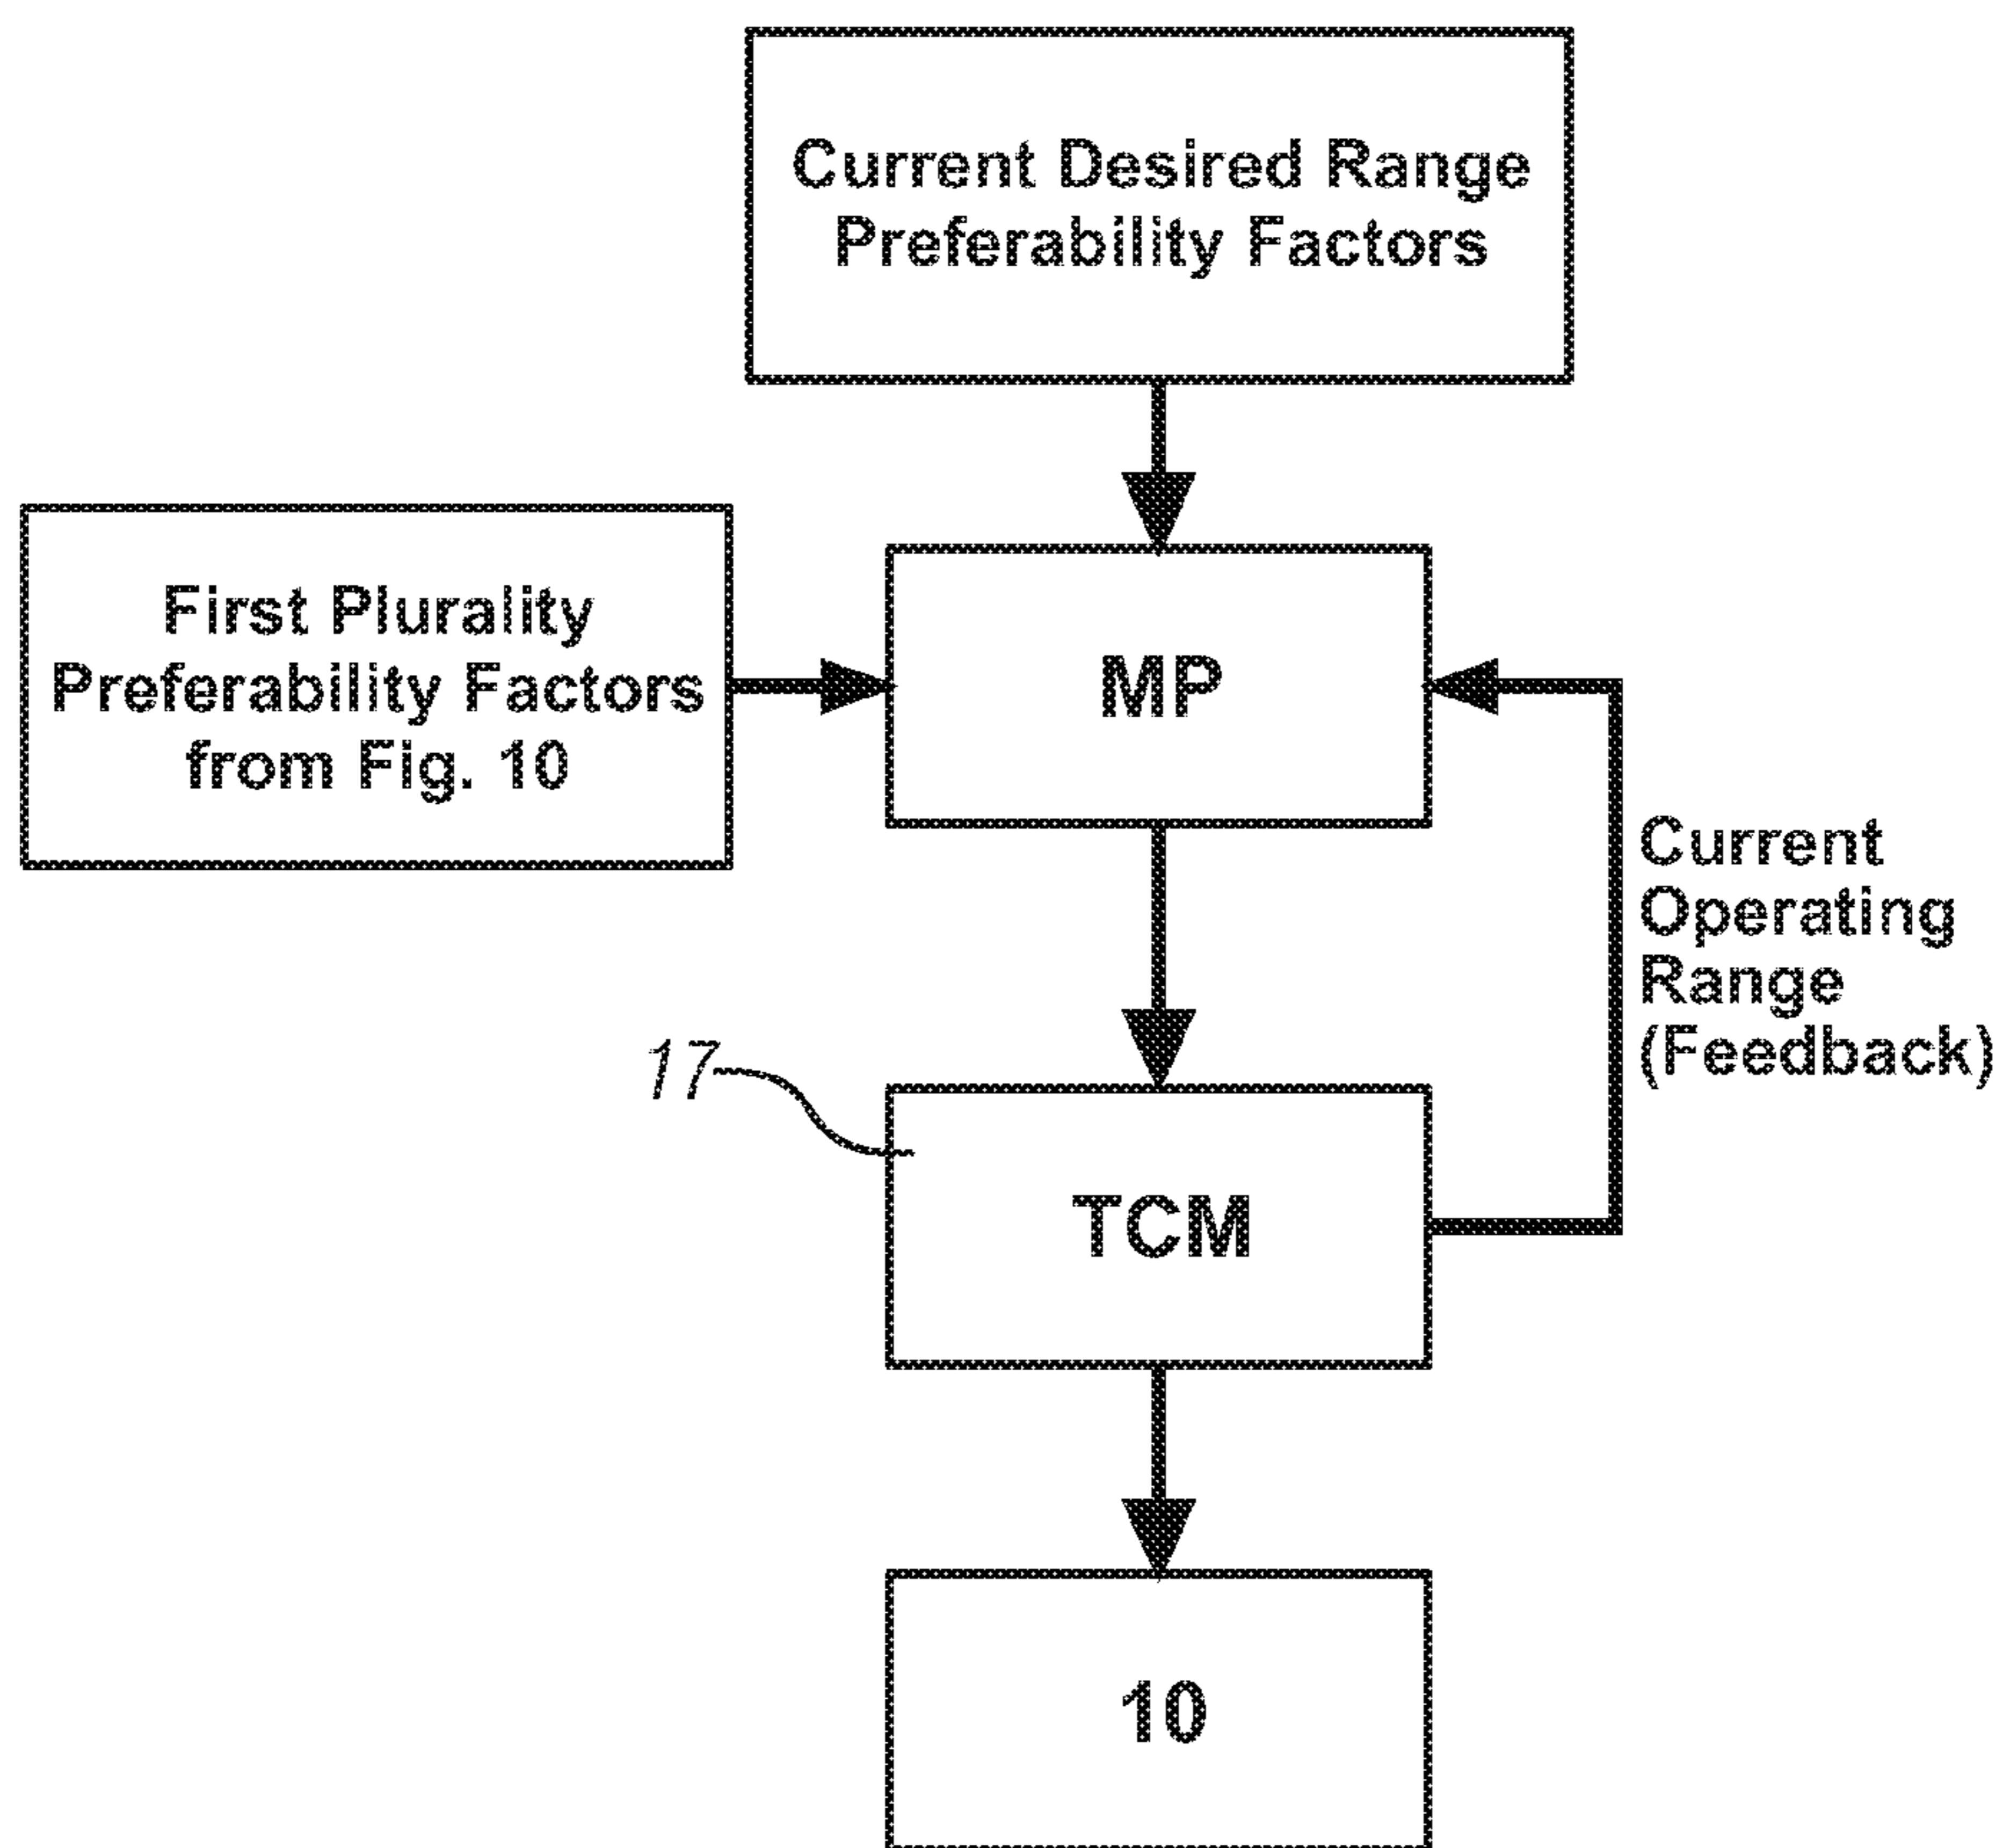 Current Desired Range
Preferability Factors
First Plurality
Preferability Factors
from Fig. 10
MP
Current
Operating
Range
(Feedback)
17
TCM
10